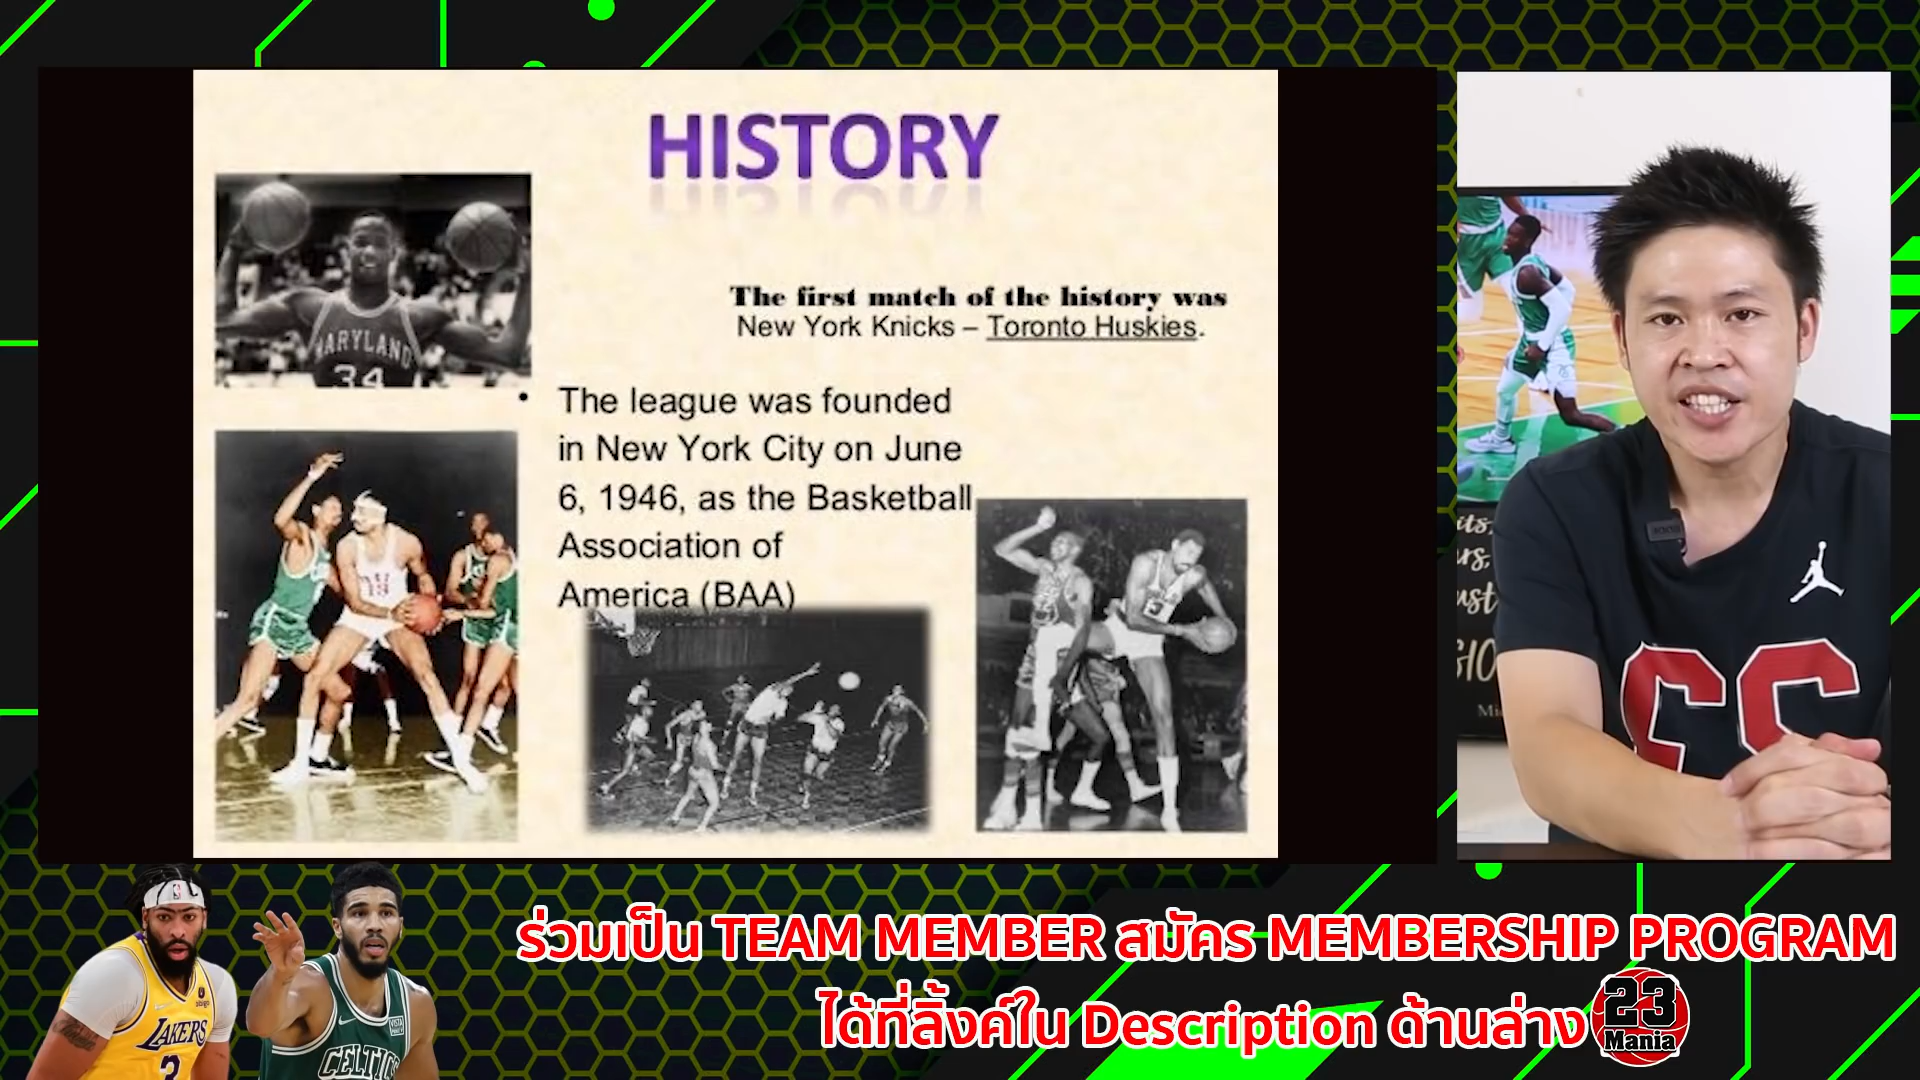 HISTORY
The first match of the history was
New York Knicks – Toronto Huskies.
• The league was founded
in New York City on June
6, 1946, as the Basketball
Association of
America (BAA)
MARYLAND
34
LAKERS
3
CELTICS
23
ร่วมเป็น TEAM MEMBER สมัคร MEMBERSHIP PROGRAM
ได้ที่ลิ้งค์ใน Description ด้านล่าง
23
Mania